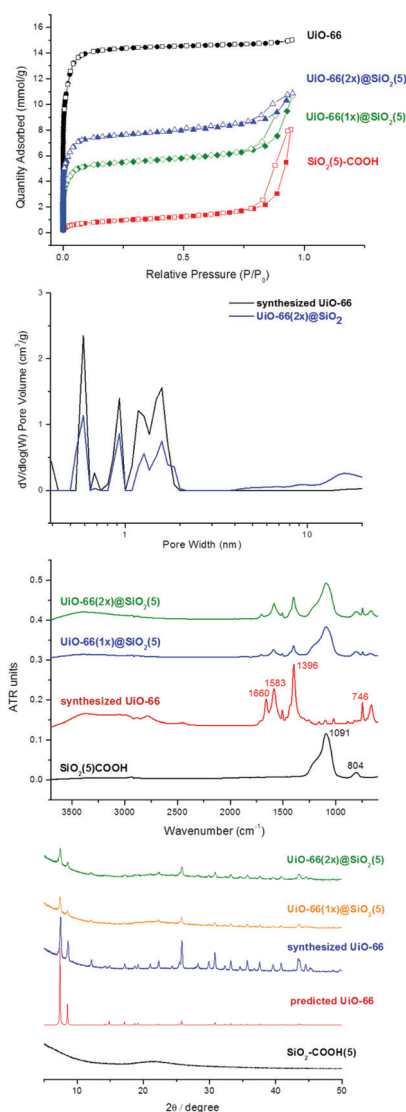 16
14
12
10
8
6
4
2
0
Quantity Adsorbed (mmol/g)
UiO-66
UiO-66(2x)@SiO₂(5)
UiO-66(1x)@SiO₂(5)
SiO₂(5)-COOH
0.0 0.5 1.0
Relative Pressure (P/P₀)
3
2
1
0
dV/dlog(W) Pore Volume (cm³/g)
synthesized UiO-66
UiO-66(2x)@SiO₂
1 10
Pore Width (nm)
0.5
0.4
0.3
0.2
0.1
0.0
ATR units
UiO-66(2x)@SiO₂(5)
UiO-66(1x)@SiO₂(5)
synthesized UiO-66
1660
1583
1396
746
SiO₂(5)COOH
1091
804
3500 3000 2500 2000 1500 1000
Wavenumber (cm⁻¹)
UiO-66(2x)@SiO₂(5)
UiO-66(1x)@SiO₂(5)
synthesized UiO-66
predicted UiO-66
SiO₂-COOH(5)
10 20 30 40 50
2θ / degree